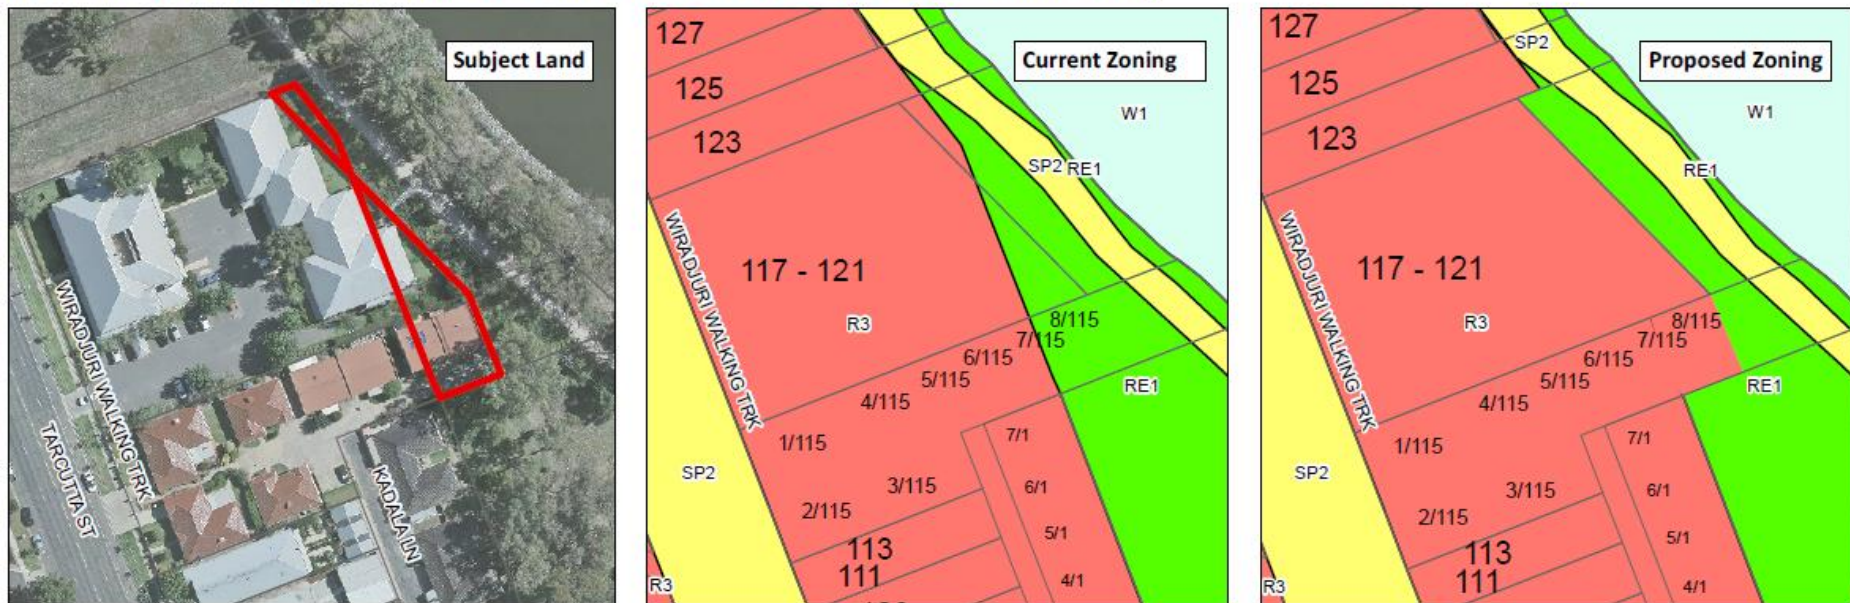 Subject Land
WIRADJURI WALKING TRK
TARCUTTA ST
KADALA LN
Current Zoning
127
125
123
W1
SP2
RE1
117 - 121
WIRADJURI WALKING TRK
R3
8/115
7/115
6/115
5/115
4/115
RE1
1/115
7/1
SP2
3/115
6/1
2/115
5/1
113
111
4/1
R3
Proposed Zoning
127
SP2
125
W1
123
RE1
WIRADJURI WALKING TRK
117 - 121
R3
8/115
7/115
6/115
5/115
4/115
RE1
1/115
7/1
SP2
3/115
6/1
2/115
5/1
113
111
4/1
R3